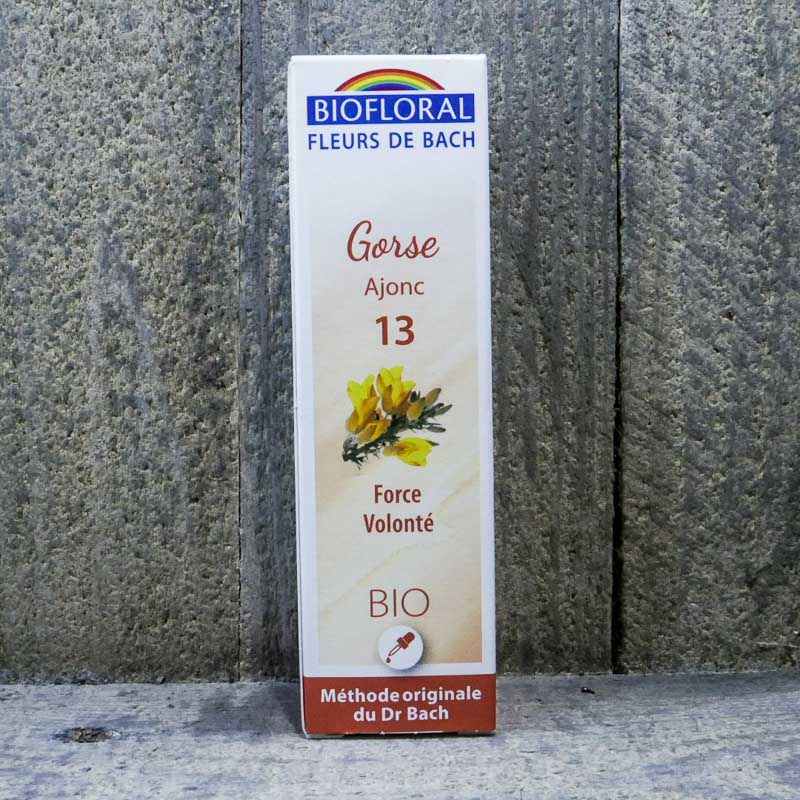 BIOFLORAL
FLEURS DE BACH
Gorse
Ajonc
13
Force
Volonté
BIO
Méthode originale
du Dr Bach